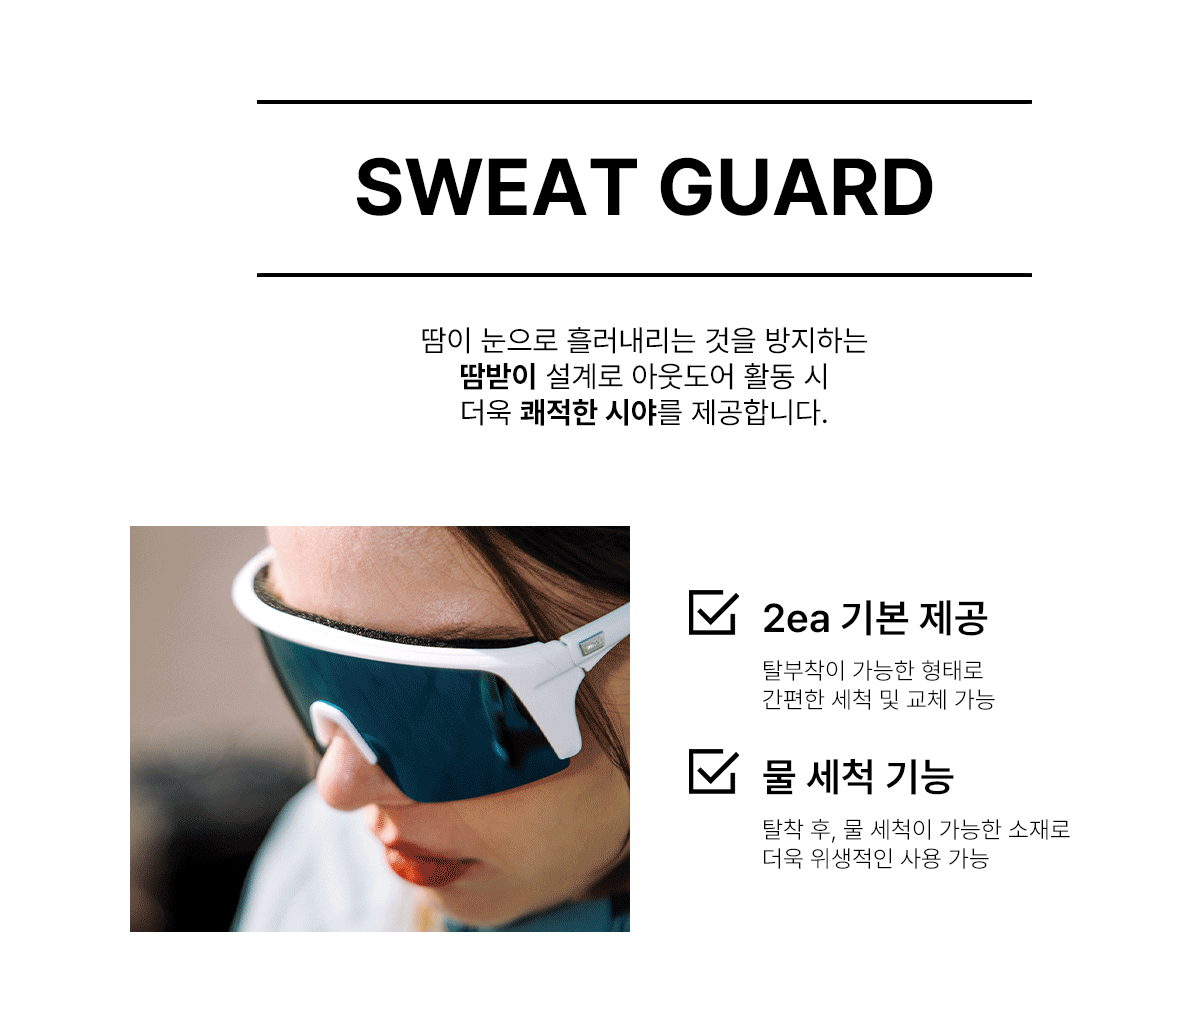 SWEAT GUARD
땀이 눈으로 흘러내리는 것을 방지하는
땀받이 설계로 아웃도어 활동 시
더욱 쾌적한 시야를 제공합니다.
2ea 기본 제공
탈부착이 가능한 형태로
간편한 세척 및 교체 가능
물 세척 기능
탈착 후, 물 세척이 가능한 소재로
더욱 위생적인 사용 가능